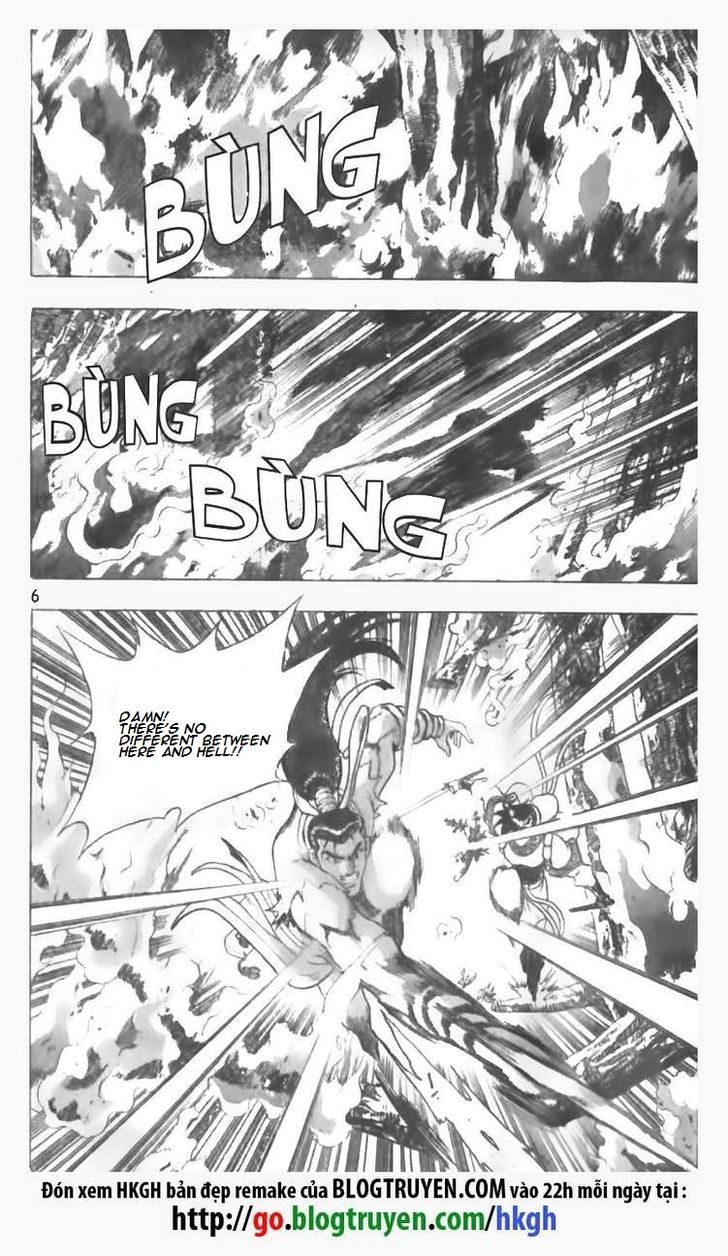 BÙNG
BÙNG
BÙNG
6
DAMN!
THERE'S NO
DIFFERENT BETWEEN
HERE AND HELL!!
Đón xem HKGH bản đẹp remake của BLOGTRUYEN.COM vào 22h mỗi ngày tại :
http://go.blogtruyen.com/hkgh